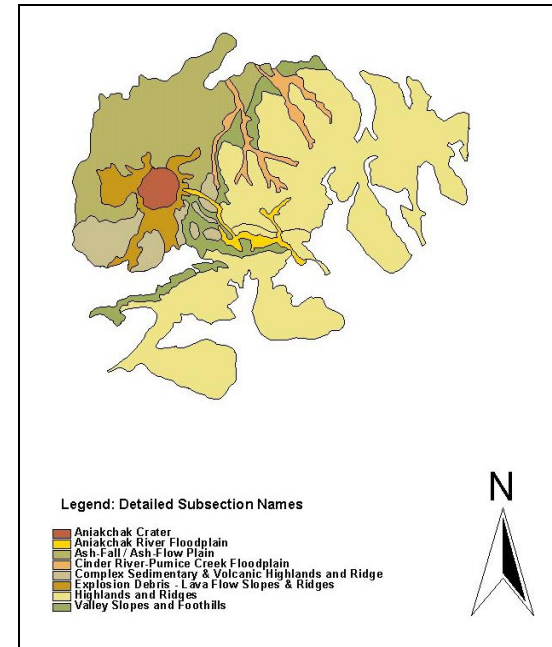 Legend: Detailed Subsection Names
N
Aniakchak Crater
Aniakchak River Floodplain
Ash-Fall / Ash-Flow Plain
Cinder River-Pumice Creek Floodplain
Complex Sedimentary & Volcanic Highlands and Ridge
Explosion Debris - Lava Flow Slopes & Ridges
Highlands and Ridges
Valley Slopes and Foothills